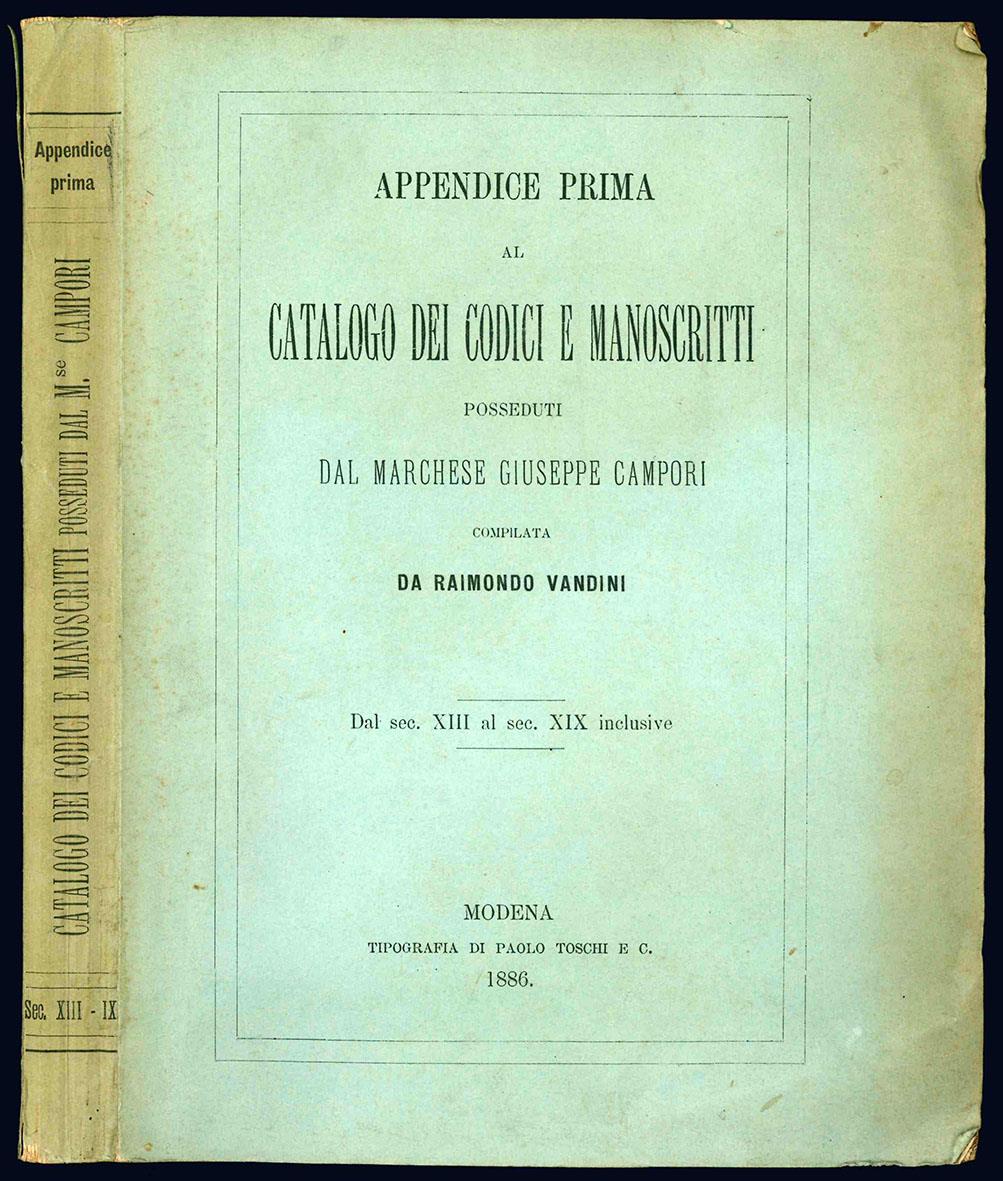 Appendice
prima
CATALOGO DEI CODICI E MANOSCRITTI POSSEDUTI DAL M.se CAMPORI
Sec. XIII - IX
APPENDICE PRIMA
AL
CATALOGO DEI CODICI E MANOSCRITTI
POSSEDUTI
DAL MARCHESE GIUSEPPE CAMPORI
COMPILATA
DA RAIMONDO VANDINI
Dal sec. XIII al sec. XIX inclusive
MODENA
TIPOGRAFIA DI PAOLO TOSCHI E C.
1886.